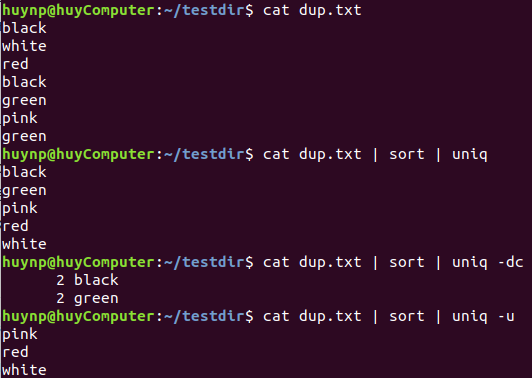 huynp@huyComputer:~/testdir$ cat dup.txt
black
white
red
black
green
pink
green
huynp@huyComputer:~/testdir$ cat dup.txt | sort | uniq
black
green
pink
red
white
huynp@huyComputer:~/testdir$ cat dup.txt | sort | uniq -dc
      2 black
      2 green
huynp@huyComputer:~/testdir$ cat dup.txt | sort | uniq -u
pink
red
white